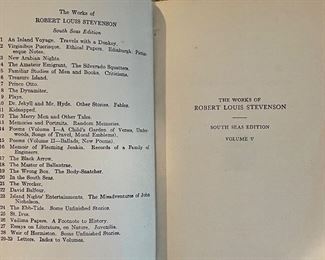 The Works of
ROBERT LOUIS STEVENSON
South Seas Edition
1 An Inland Voyage. Travels with a Donkey.
2 Virginibus Puerisque. Ethical Papers. Edinburgh: Picturesque Notes.
3 New Arabian Nights.
4 The Amateur Emigrant, The Silverado Squatters.
5 Familiar Studies of Men and Books, Criticisms.
6 Treasure Island.
7 Prince Otto.
8 The Dynamiter.
9 Plays.
10 Dr. Jekyll and Mr. Hyde. Other Stories. Fables.
11 Kidnapped.
12 The Merry Men and Other Tales.
13 Memories and Portraits. Random Memories.
14 Poems (Volume I—A Child's Garden of Verses, Underwoods, Songs of Travel, Moral Emblems).
15 Poems (Volume II—Ballads, New Poems).
16 Memoir of Fleeming Jenkin. Records of a Family
of Engineers.
17 The Black Arrow.
18 The Master of Ballantrae.
19 The Wrong Box. The Body-Snatcher.
20 In the South Seas.
21 The Wrecker.
22 David Balfour.
23 Island Nights' Entertainments. The Misadventures of John
Nicholson.
24 The Ebb-Tide. Some Unfinished Stories.
25 St. Ives.
26 Vailima Papers. A Footnote to History.
27 Essays on Literature, on Nature. Juvenilia.
28 Weir of Hermiston. Some Unfinished Stories.
29-32 Letters. Index to Volumes.
THE WORKS OF
ROBERT LOUIS STEVENSON
SOUTH SEAS EDITION
VOLUME V